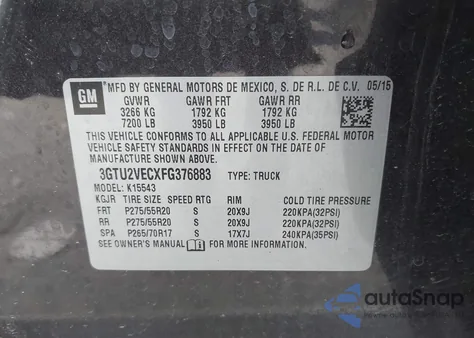 GM
MFD BY GENERAL MOTORS DE MEXICO, S. DE R.L. DE C.V. 05/15
GVWR GAWR FRT GAWR RR
3266 KG 1792 KG 1792 KG
7200 LB 3950 LB 3950 LB
THIS VEHICLE CONFORMS TO ALL APPLICABLE U.S. FEDERAL MOTOR
VEHICLE SAFETY STANDARDS IN EFFECT ON THE DATE OF
MANUFACTURE SHOWN ABOVE.
3GTU2VECXFG376883 TYPE: TRUCK
MODEL: K15543
KGJR TIRE SIZE SPEED RTG RIM COLD TIRE PRESSURE
FRT P275/55R20 S 20X9J 220KPA(32PSI)
RR P275/55R20 S 20X9J 220KPA(32PSI)
SPA P265/70R17 S 17X7J 240KPA(35PSI)
SEE OWNER'S MANUAL FOR MORE INFORMATION.
autoSnap